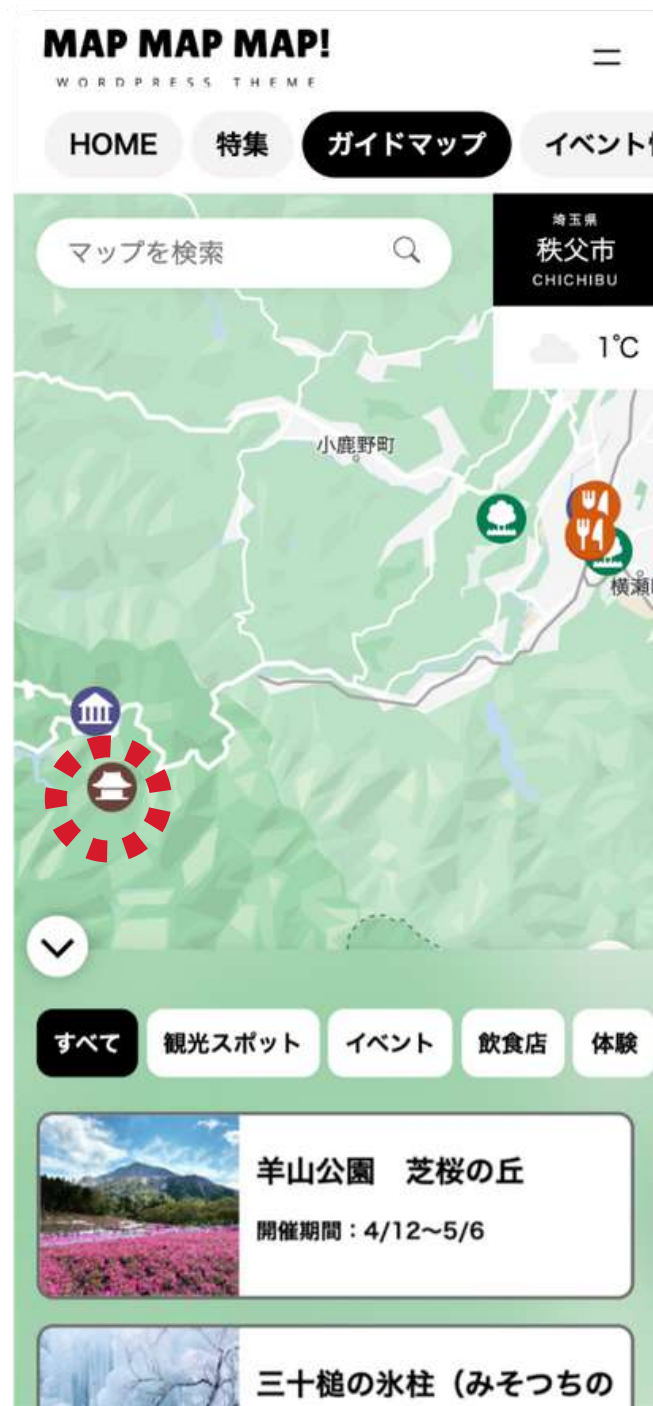 MAP MAP MAP!
WORDPRESS THEME
HOME
特集
ガイドマップ
イベント
マップを検索
埼玉県
秩父市
CHICHIBU
1℃
小鹿野町
横瀬
すべて
観光スポット
イベント
飲食店
体験
羊山公園 芝桜の丘
開催期間：4/12〜5/6
三十槌の氷柱（みそつちの